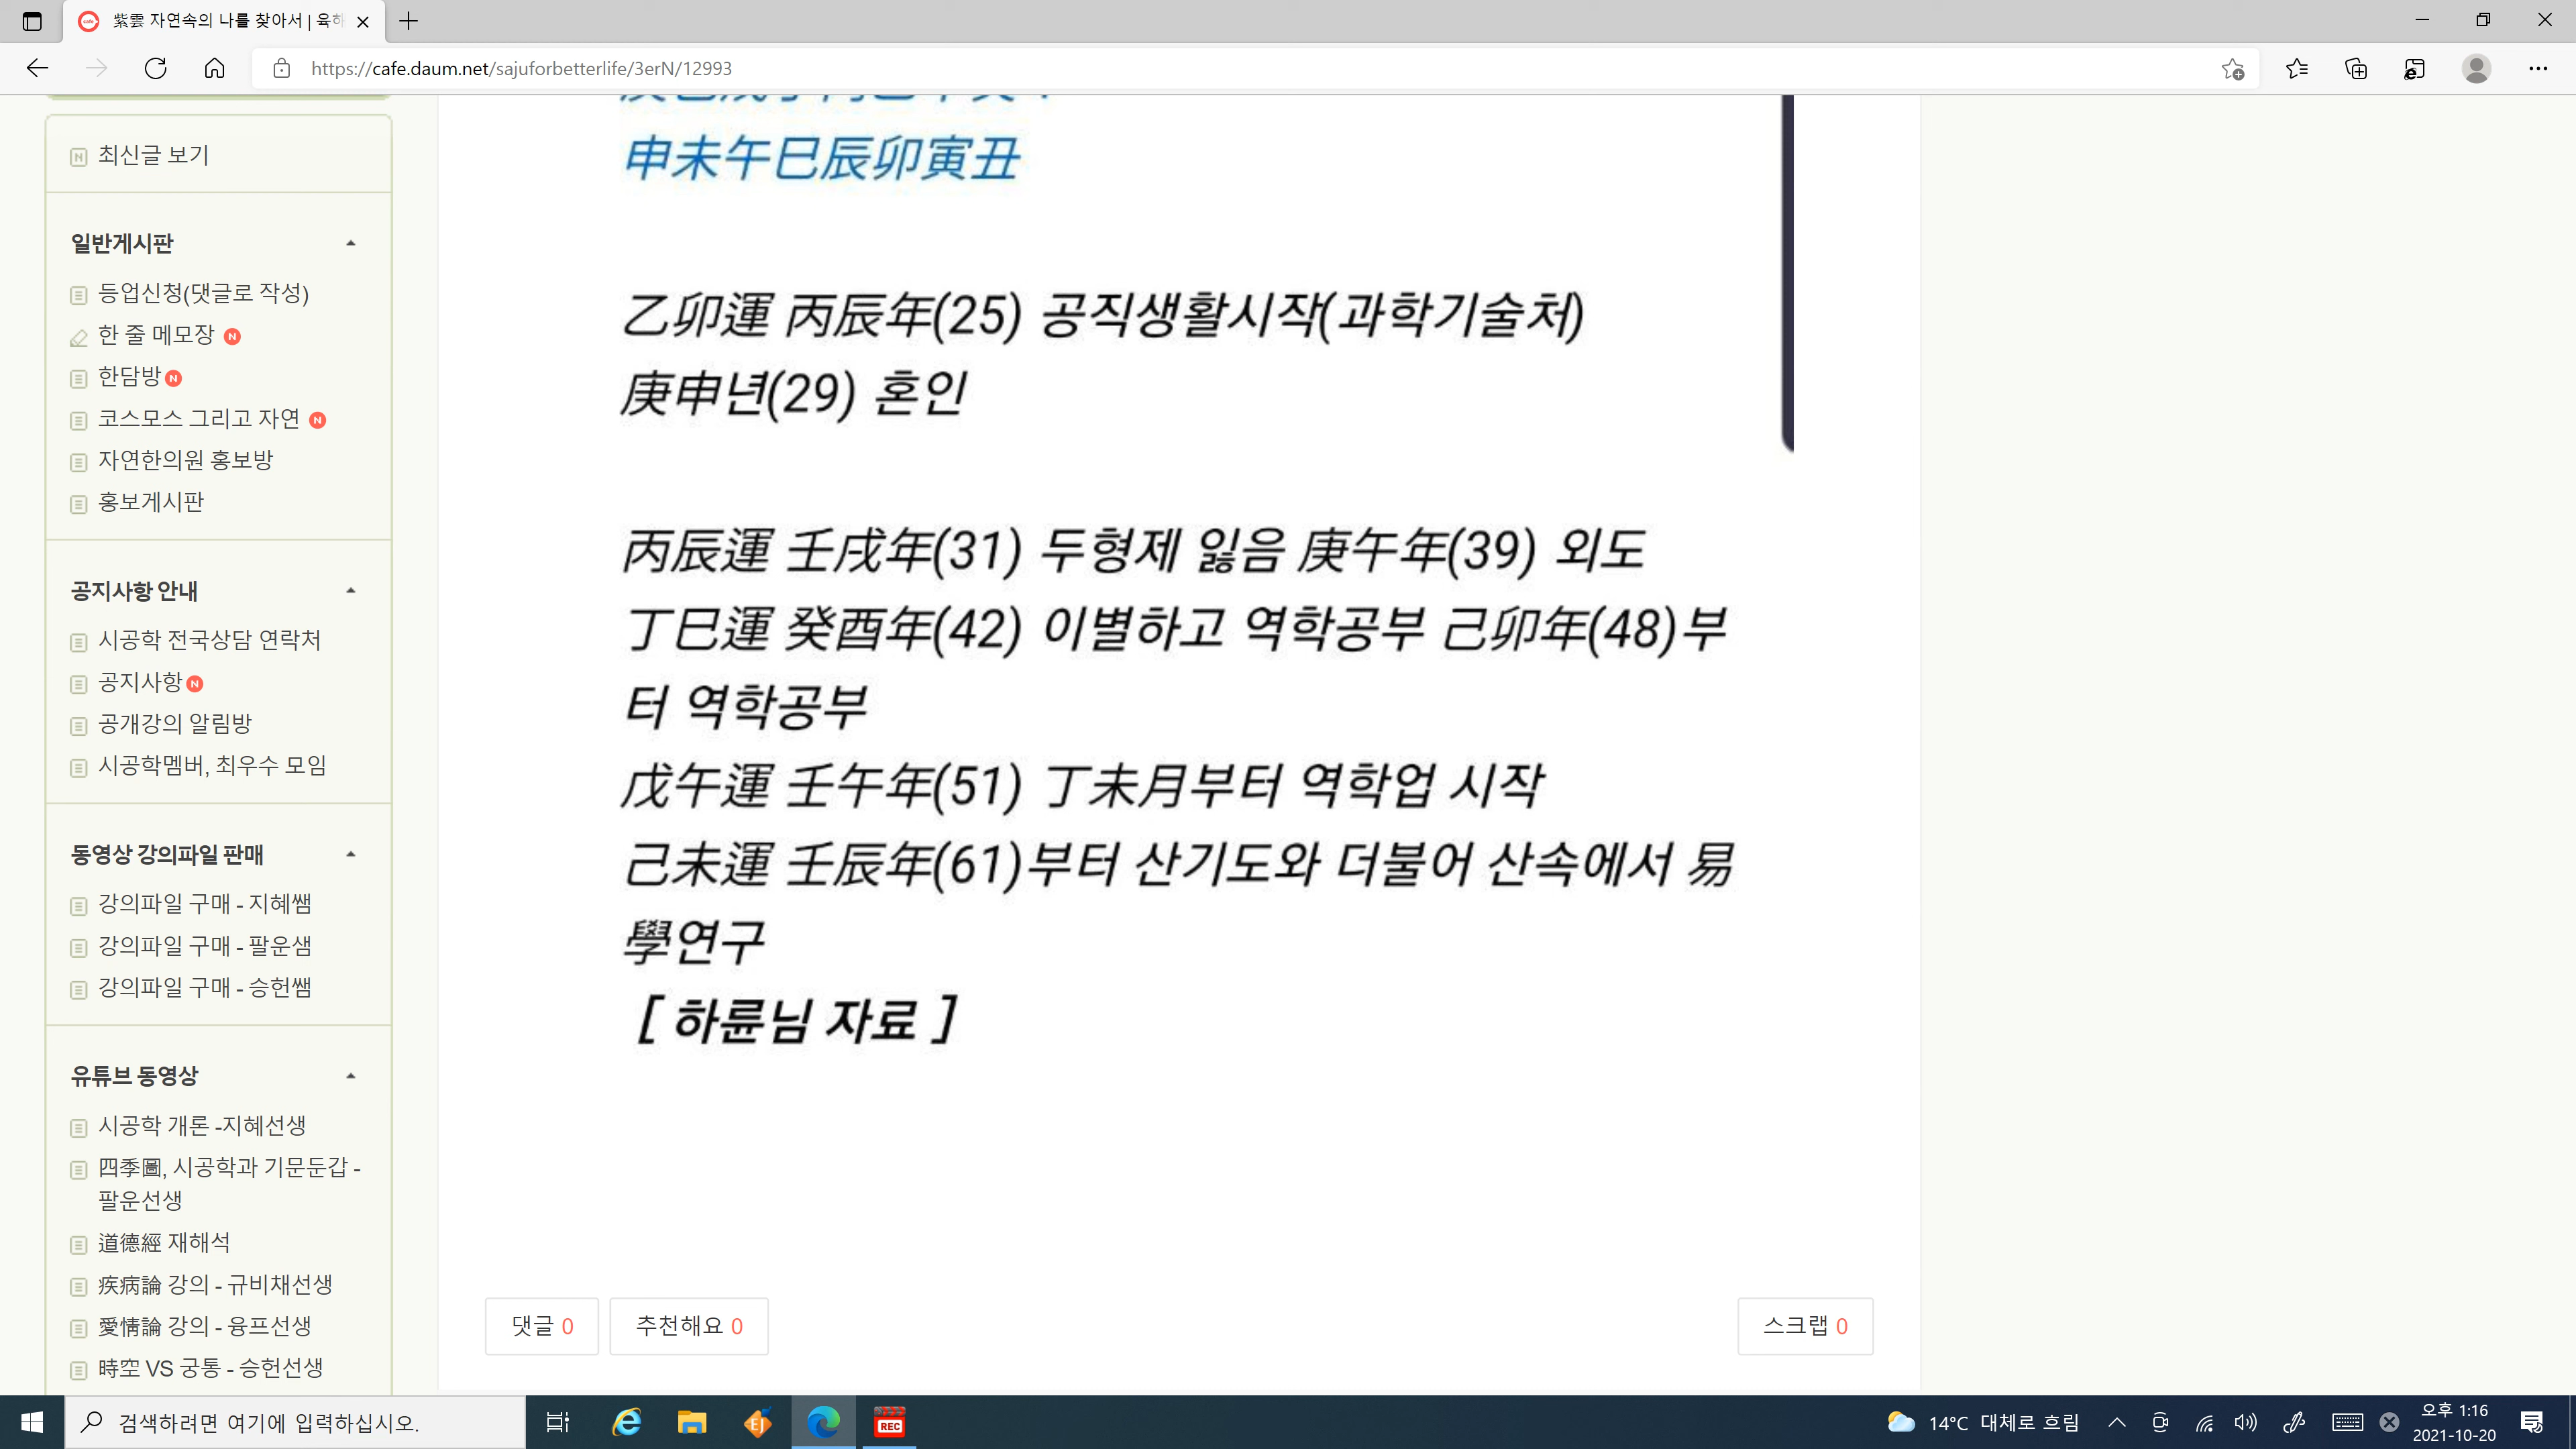 紫雲 자연속의 나를 찾아서 | 육하
https://cafe.daum.net/sajuforbetterlife/3erN/12993
최신글 보기
일반게시판
등업신청(댓글로 작성)
한 줄 메모장 N
한담방 N
코스모스 그리고 자연 N
자연한의원 홍보방
홍보게시판
공지사항 안내
시공학 전국상담 연락처
공지사항 N
공개강의 알림방
시공학멤버, 최우수 모임
동영상 강의파일 판매
강의파일 구매 - 지혜쌤
강의파일 구매 - 팔운샘
강의파일 구매 - 승헌쌤
유튜브 동영상
시공학 개론 -지혜선생
四季圖, 시공학과 기문둔갑 -
팔운선생
道德經 재해석
疾病論 강의 - 규비채선생
愛情論 강의 - 융프선생
時空 VS 궁통 - 승헌선생
申未午巳辰卯寅丑
乙卯運 丙辰年(25) 공직생활시작(과학기술처)
庚申년(29) 혼인
丙辰運 壬戌年(31) 두형제 잃음 庚午年(39) 외도
丁巳運 癸酉年(42) 이별하고 역학공부 己卯年(48)부
터 역학공부
戊午運 壬午年(51) 丁未月부터 역학업 시작
己未運 壬辰年(61)부터 산기도와 더불어 산속에서 易
學연구
[ 하륜님 자료 ]
댓글 0
추천해요 0
스크랩 0
검색하려면 여기에 입력하십시오.
EJ
REC
14°C 대체로 흐림
오후 1:16
2021-10-20